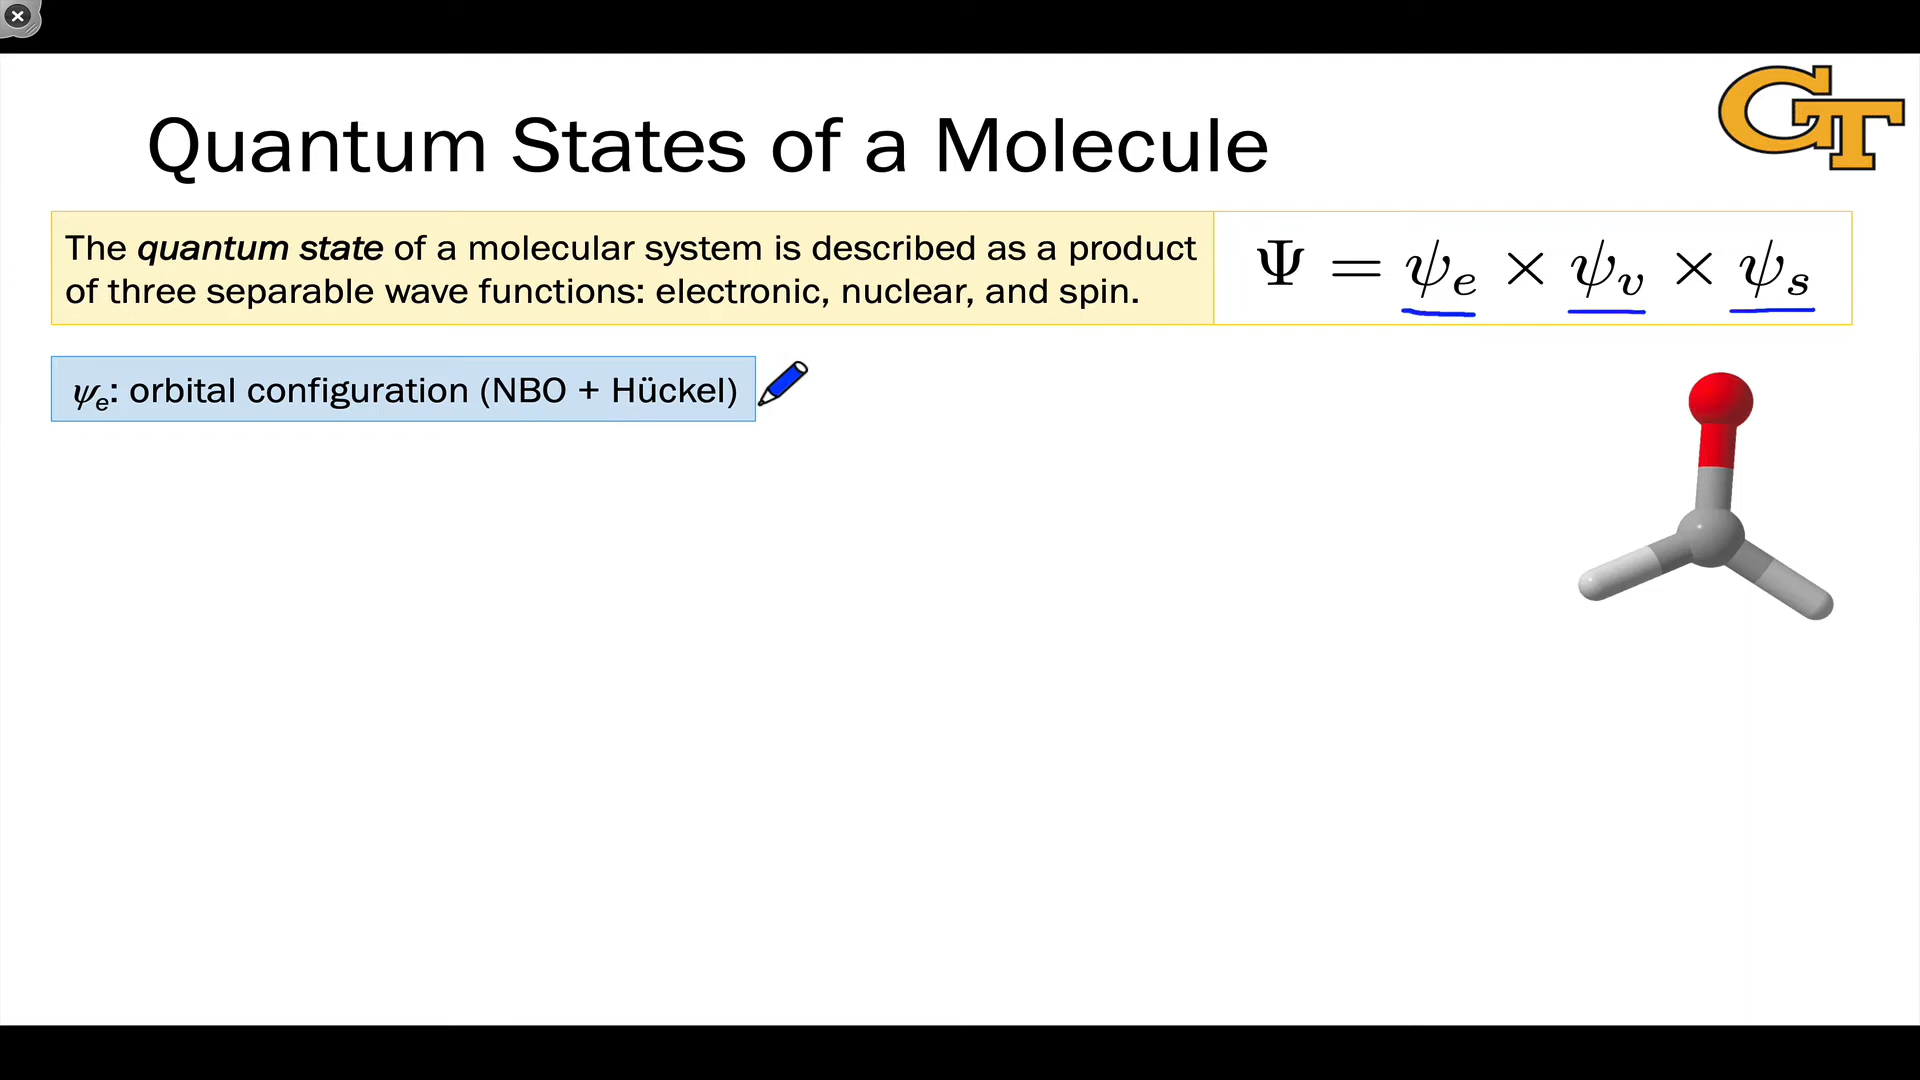 GT
Quantum States of a Molecule
The quantum state of a molecular system is described as a product
of three separable wave functions: electronic, nuclear, and spin.
Ψ = ψₑ × ψᵥ × ψₛ
ψₑ: orbital configuration (NBO + Hückel)